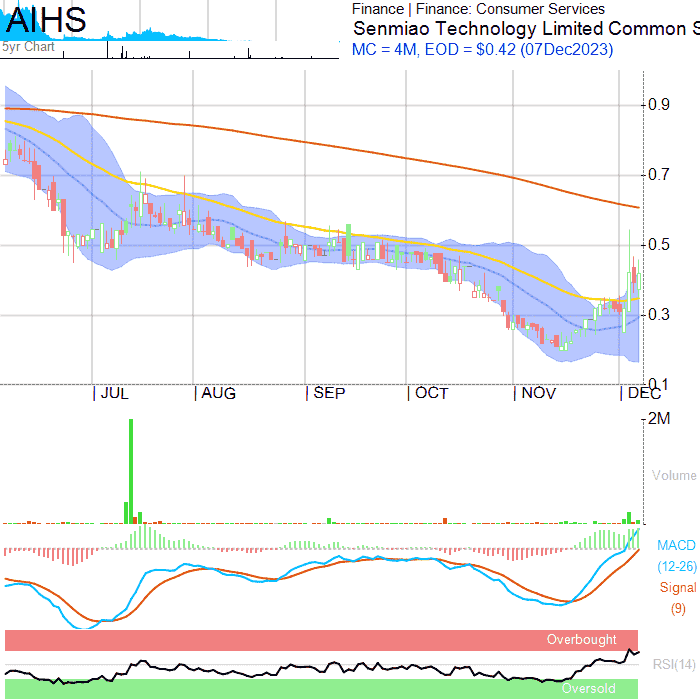 AIHS
5yr Chart
Finance | Finance: Consumer Services
Senmiao Technology Limited Common S
MC = 4M, EOD = $0.42 (07Dec2023)
0.9
0.7
0.5
0.3
0.1
JUL AUG SEP OCT NOV DEC
2M
Volume
MACD
(12-26)
Signal
(9)
Overbought
RSI(14)
Oversold